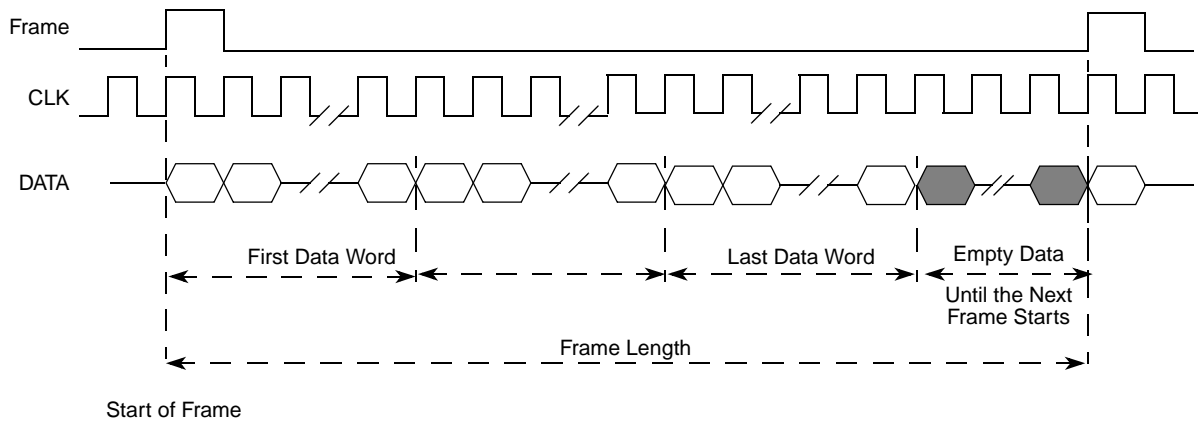 Frame
CLK
DATA
First Data Word
Last Data Word
Empty Data
Until the Next
Frame Starts
Frame Length
Start of Frame